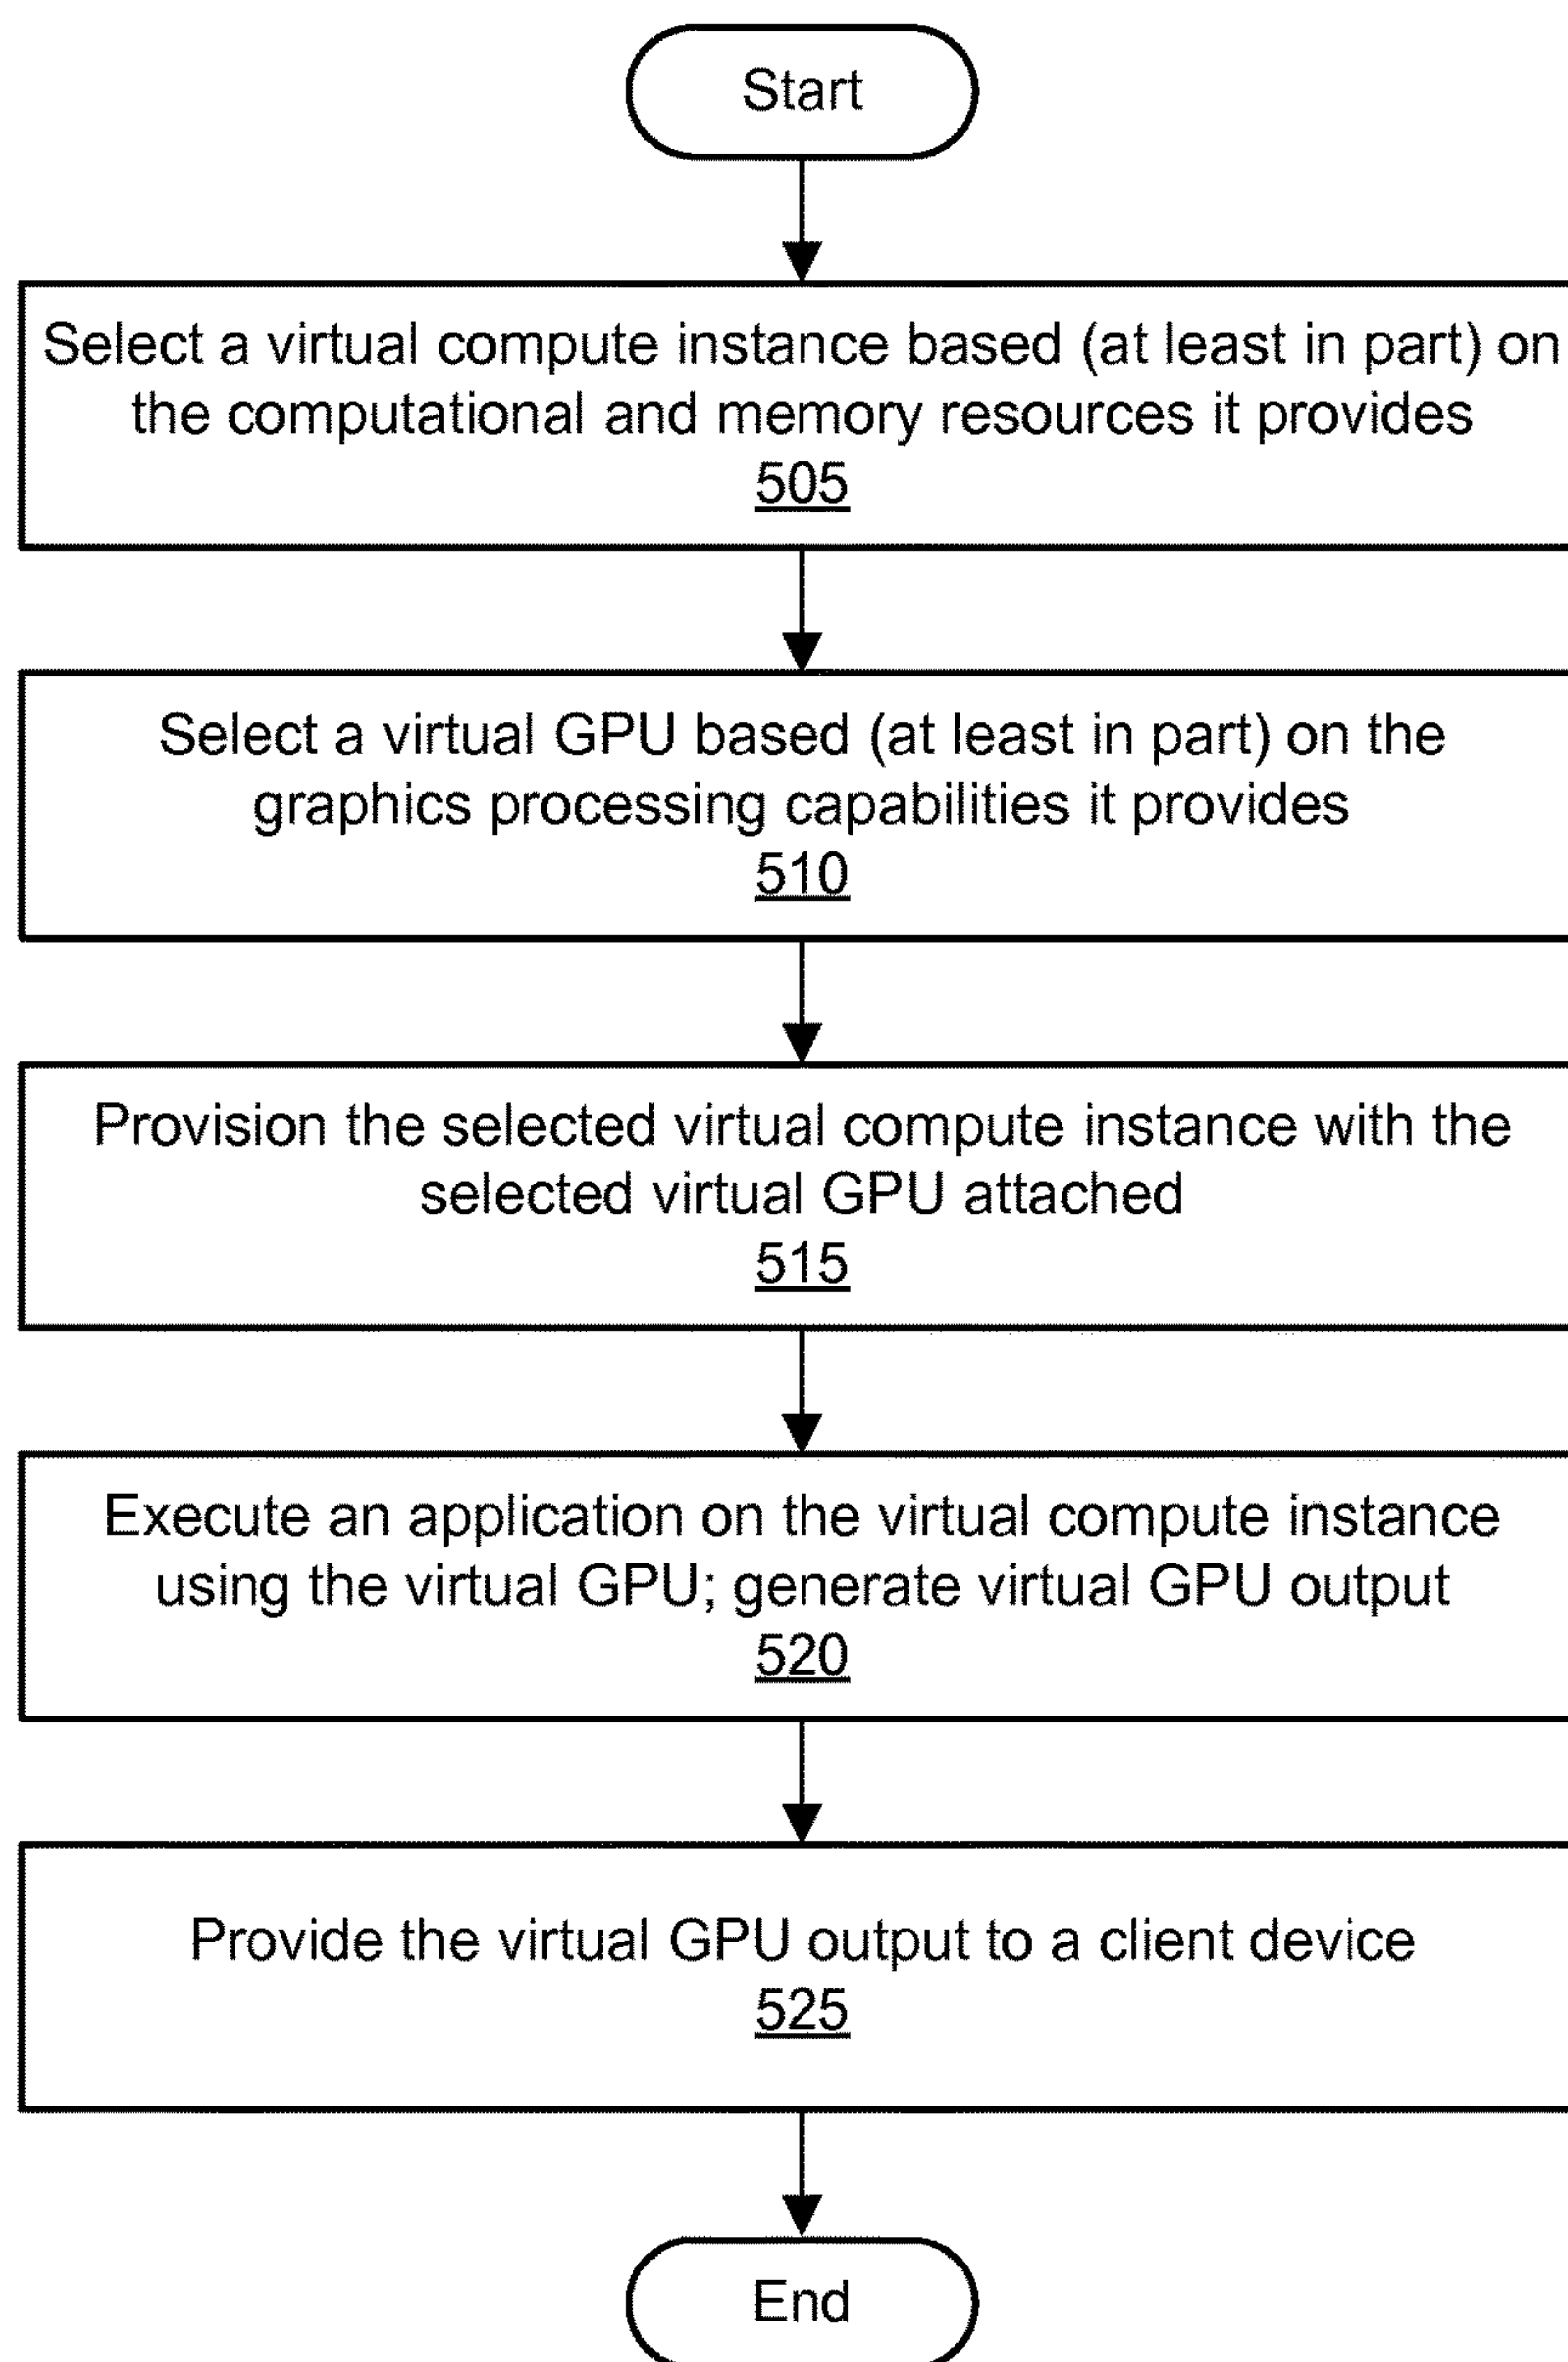 Start
Select a virtual compute instance based (at least in part) on
the computational and memory resources it provides
505
Select a virtual GPU based (at least in part) on the
graphics processing capabilities it provides
510
Provision the selected virtual compute instance with the
selected virtual GPU attached
515
Execute an application on the virtual compute instance
using the virtual GPU; generate virtual GPU output
520
Provide the virtual GPU output to a client device
525
End